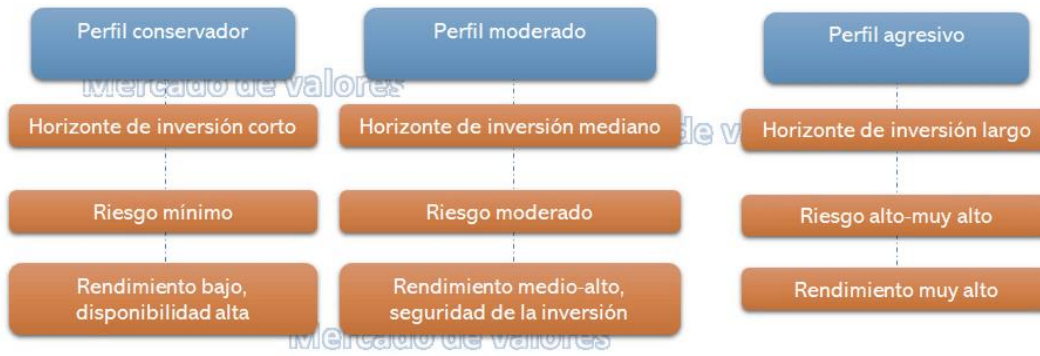 Perfil conservador
Horizonte de inversión corto
Riesgo mínimo
Rendimiento bajo,
disponibilidad alta
Perfil moderado
Horizonte de inversión mediano
Riesgo moderado
Rendimiento medio-alto,
seguridad de la inversión
Perfil agresivo
Horizonte de inversión largo
Riesgo alto-muy alto
Rendimiento muy alto
Mercado de valores
de v
Mercado de valores